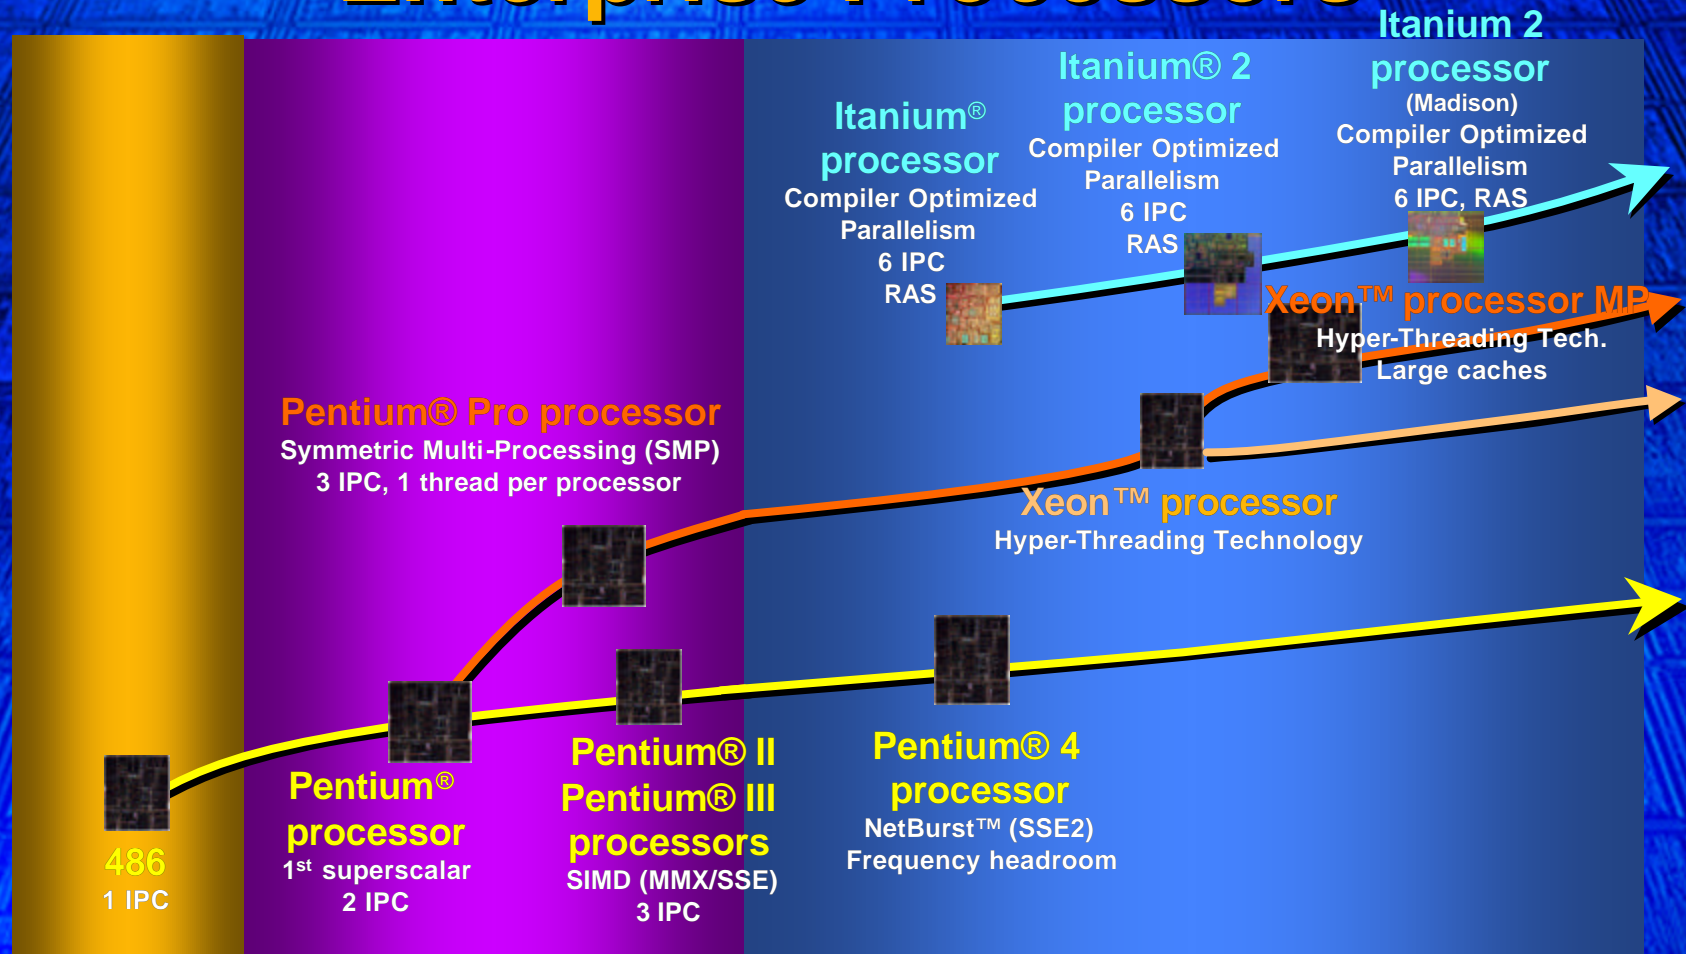 Enterprise Processors
Itanium 2
processor
(Madison)
Compiler Optimized
Parallelism
6 IPC, RAS
Itanium® 2
processor
Compiler Optimized
Parallelism
6 IPC
RAS
Itanium®
processor
Compiler Optimized
Parallelism
6 IPC
RAS
Xeon™ processor MP
Hyper-Threading Tech.
Large caches
Pentium® Pro processor
Symmetric Multi-Processing (SMP)
3 IPC, 1 thread per processor
Xeon™ processor
Hyper-Threading Technology
486
1 IPC
Pentium®
processor
1st superscalar
2 IPC
Pentium® II
Pentium® III
processors
SIMD (MMX/SSE)
3 IPC
Pentium® 4
processor
NetBurst™ (SSE2)
Frequency headroom